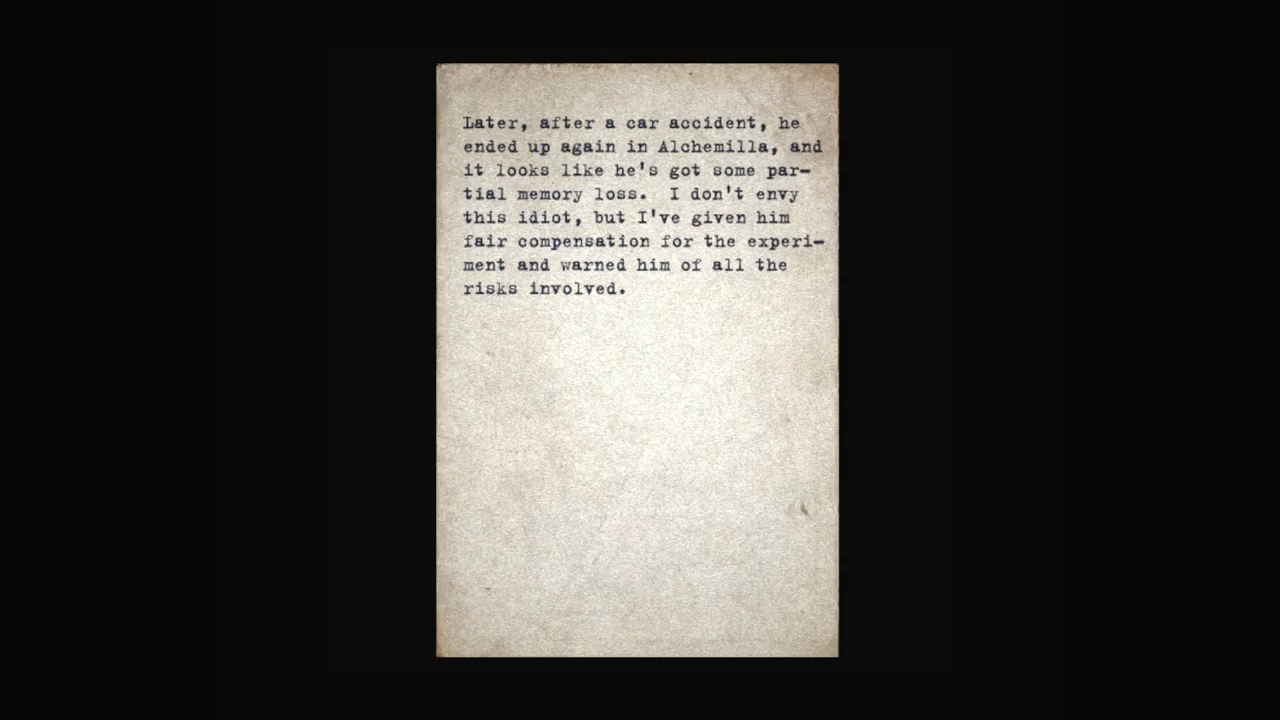 Later, after a car accident, he
ended up again in Alchemilla, and
it looks like he's got some par-
tial memory loss.  I don't envy
this idiot, but I've given him
fair compensation for the experi-
ment and warned him of all the
risks involved.